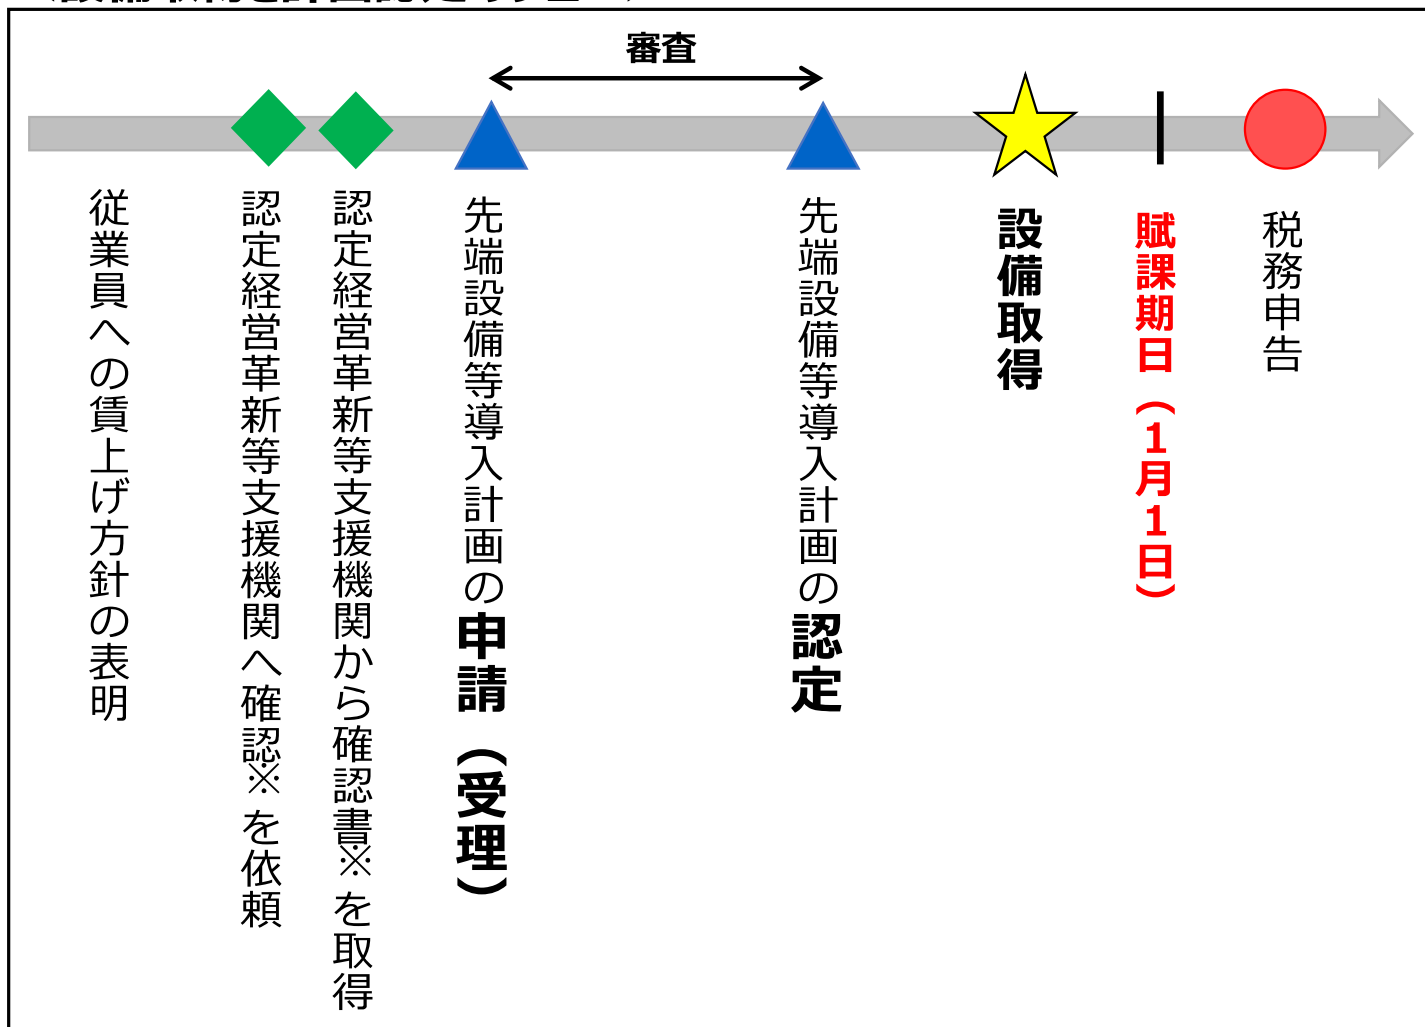 審査
従業員への賃上げ方針の表明
認定経営革新等支援機関へ確認※を依頼
認定経営革新等支援機関から確認書※を取得
先端設備等導入計画の申請（受理）
先端設備等導入計画の認定
設備取得
賦課期日（１月１日）
税務申告